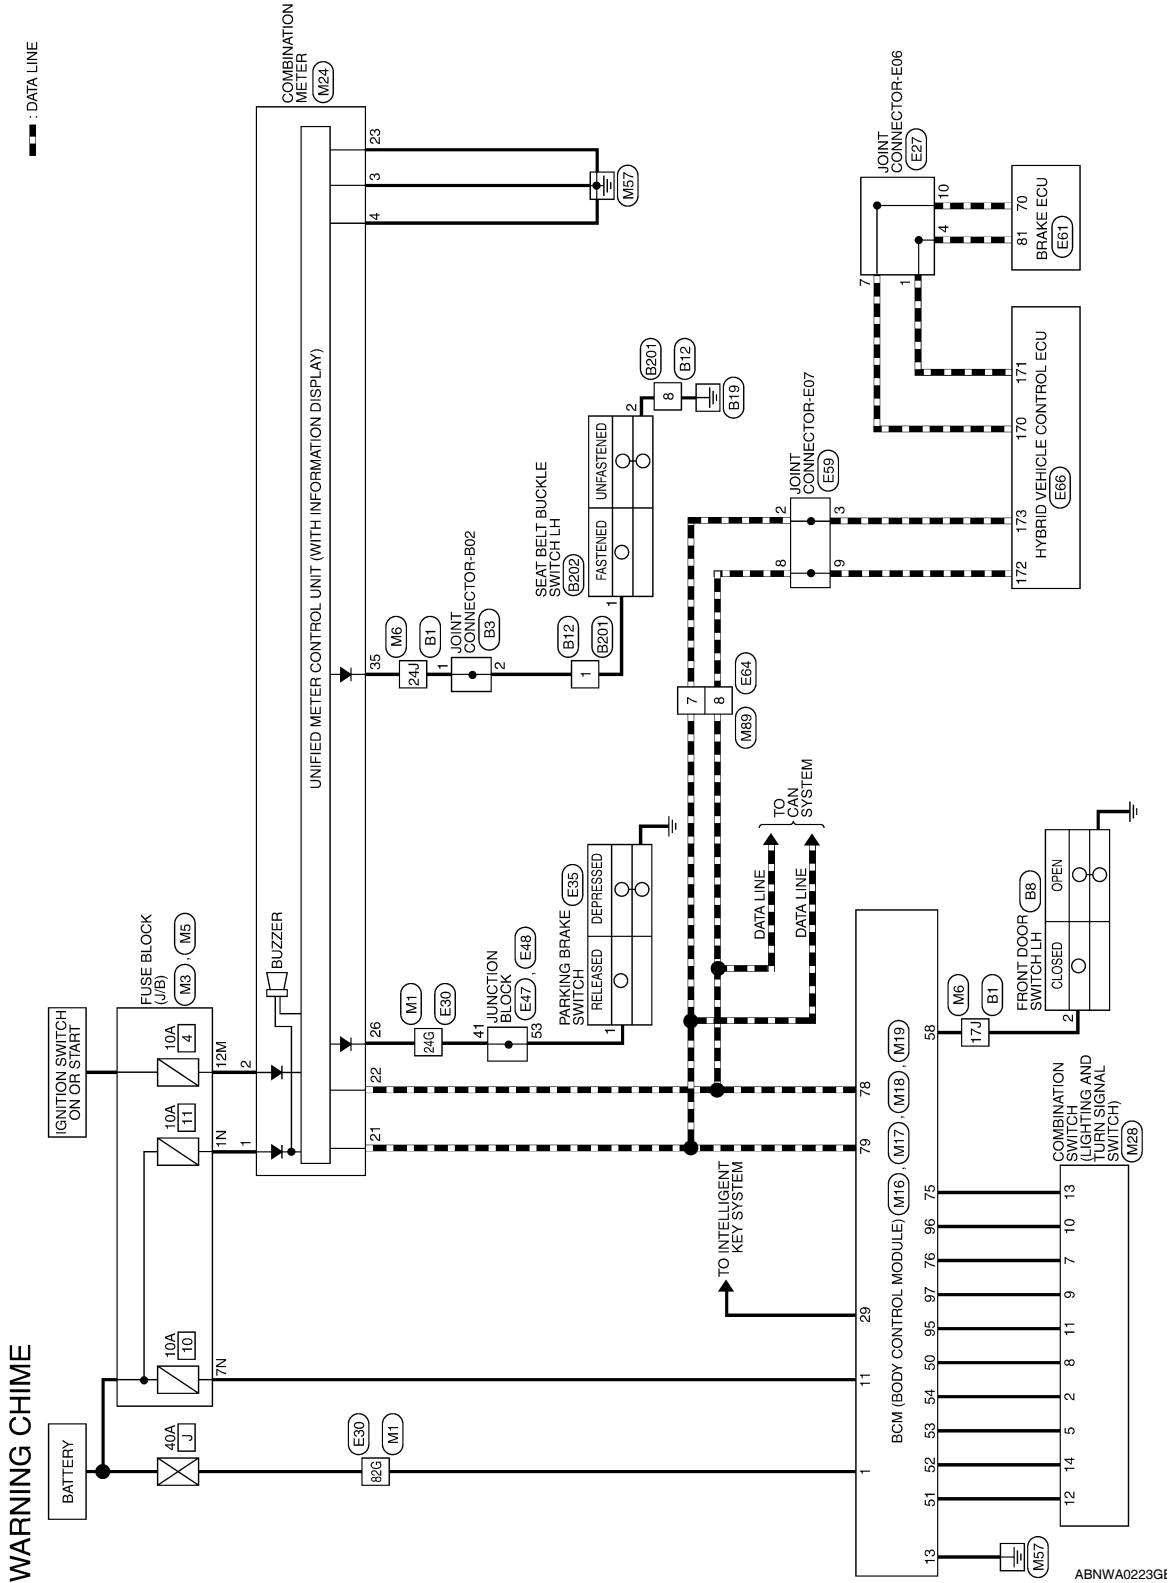 WARNING CHIME
: DATA LINE
BATTERY
IGNITION SWITCH
ON OR START
40A
J
10A
10
10A
11
10A
4
FUSE BLOCK
(J/B)
M3 , M5
7N
1N
12M
82G
E30
M1
1
2
BUZZER
COMBINATION
METER
M24
UNIFIED METER CONTROL UNIT (WITH INFORMATION DISPLAY)
21
22
26
35
4
3
23
M57
24G
M1
E30
41
JUNCTION
BLOCK
E47 , E48
53
PARKING BRAKE
SWITCH
E35
RELEASED
DEPRESSED
1
24J
M6
B1
1
JOINT
CONNECTOR-B02
B3
2
1
B12
B201
SEAT BELT BUCKLE
SWITCH LH
B202
FASTENED
UNFASTENED
1
2
8
B201
B12
B19
TO INTELLIGENT
KEY SYSTEM
DATA LINE
DATA LINE
TO
CAN
SYSTEM
7
8
M89
E64
JOINT
CONNECTOR-E07
E59
8
2
9
3
JOINT
CONNECTOR-E06
E27
7
1
4
10
172
173
170
171
HYBRID VEHICLE CONTROL ECU
E66
81
70
BRAKE ECU
E61
1
11
29
79
78
BCM (BODY CONTROL MODULE)
M16 , M17 , M18 , M19
13
51
52
53
54
50
95
97
76
96
75
58
M57
12
14
5
2
8
11
9
7
10
13
COMBINATION
SWITCH
(LIGHTING AND
TURN SIGNAL
SWITCH)
M28
17J
M6
B1
2
FRONT DOOR
SWITCH LH
B8
CLOSED
OPEN
ABNWA0223GE